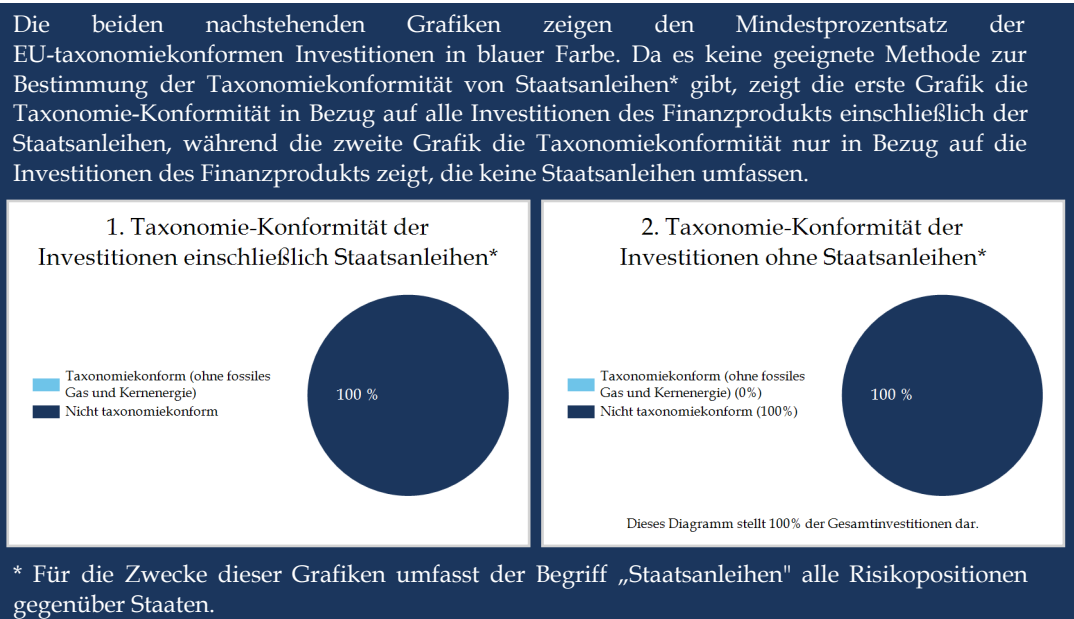 Die beiden nachstehenden Grafiken zeigen den Mindestprozentsatz der
EU-taxonomiekonformen Investitionen in blauer Farbe. Da es keine geeignete Methode zur
Bestimmung der Taxonomiekonformität von Staatsanleihen* gibt, zeigt die erste Grafik die
Taxonomie-Konformität in Bezug auf alle Investitionen des Finanzprodukts einschließlich der
Staatsanleihen, während die zweite Grafik die Taxonomiekonformität nur in Bezug auf die
Investitionen des Finanzprodukts zeigt, die keine Staatsanleihen umfassen.
1. Taxonomie-Konformität der
Investitionen einschließlich Staatsanleihen*
Taxonomiekonform (ohne fossiles
Gas und Kernenergie)
Nicht taxonomiekonform
100 %
2. Taxonomie-Konformität der
Investitionen ohne Staatsanleihen*
Taxonomiekonform (ohne fossiles
Gas und Kernenergie) (0%)
Nicht taxonomiekonform (100%)
100 %
Dieses Diagramm stellt 100% der Gesamtinvestitionen dar.
* Für die Zwecke dieser Grafiken umfasst der Begriff „Staatsanleihen" alle Risikopositionen
gegenüber Staaten.